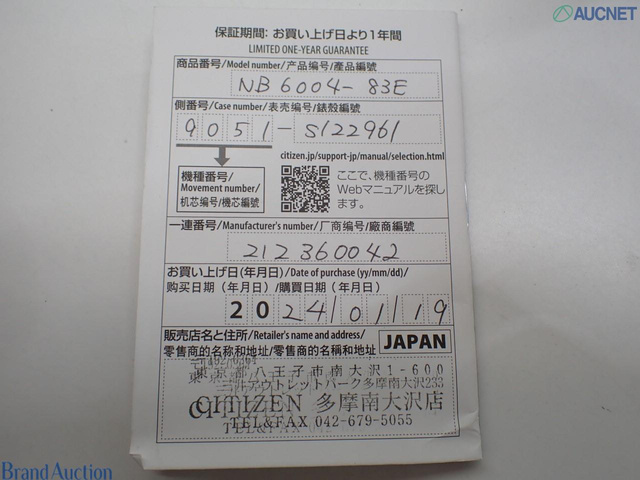 AUCNET
保証期間: お買い上げ日より1年間
LIMITED ONE-YEAR GUARANTEE
商品番号/Model number/产品编号/產品編號
NB6004-83E
側番号/Case number/表壳编号/錶殼編號
9051-S122961
citizen.jp/support-jp/manual/selection.html
機種番号/
Movement number/
机芯编号/機芯編號
ここで、機種番号の
Webマニュアルを探し
ます。
一連番号/Manufacturer's number/厂商编号/廠商編號
212360042
お買い上げ日(年月日)/Date of purchase (yy/mm/dd)/
购买日期（年月日）/購買日期（年月日）
2024/01/19
販売店名と住所/Retailer's name and address/
零售商的名称和地址/零售商的名稱和地址
JAPAN
東京都八王子市南大沢1-600
三井アウトレットパーク多摩南大沢233
CITIZEN 多摩南大沢店
TEL&FAX 042-679-5055
Brand Auction